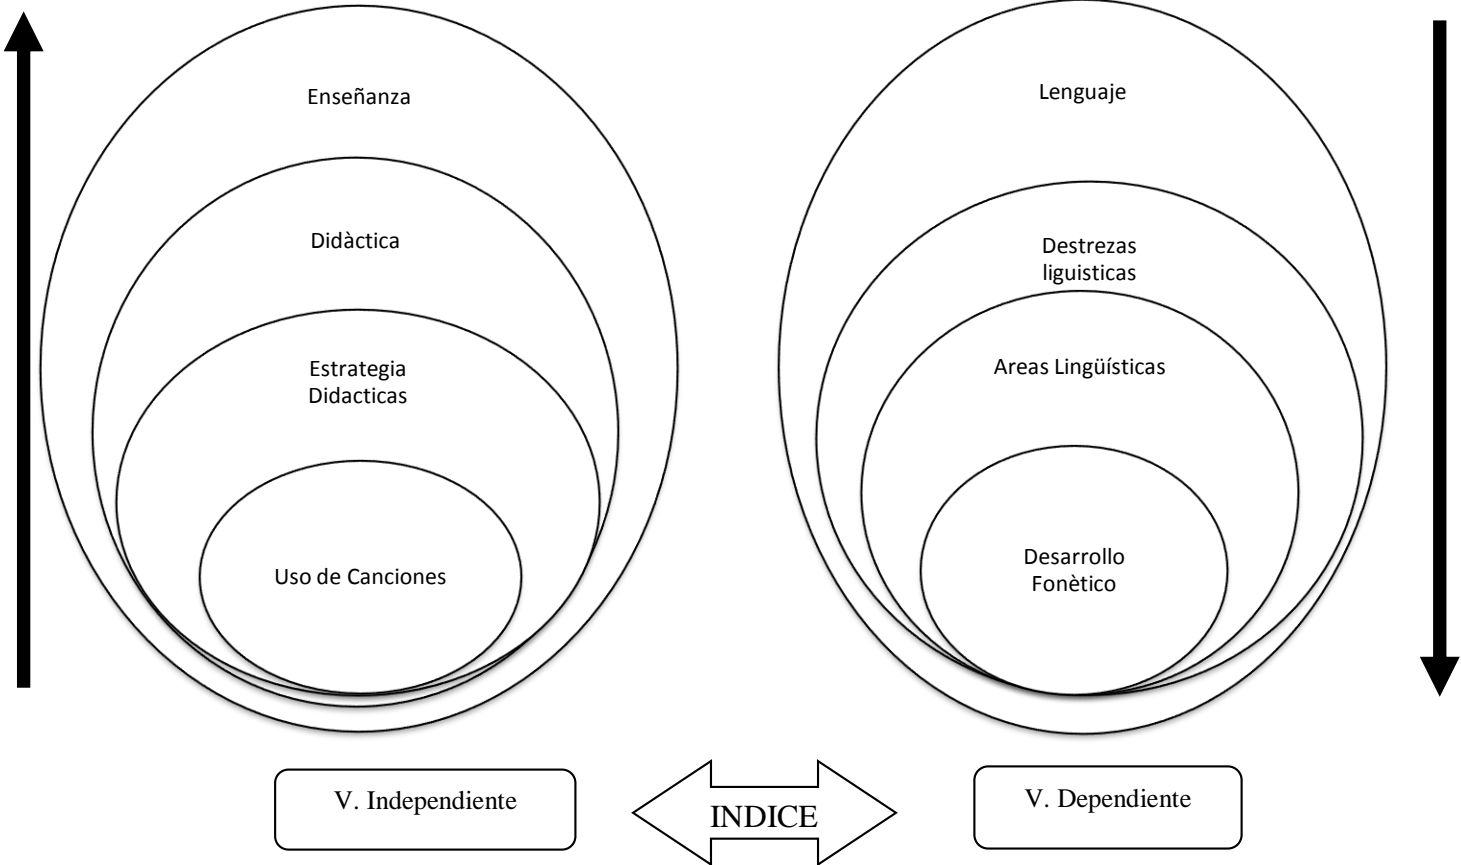 Enseñanza
Didàctica
Estrategia
Didacticas
Uso de Canciones
Lenguaje
Destrezas
liguisticas
Areas Lingüísticas
Desarrollo
Fonètico
V. Independiente
INDICE
V. Dependiente